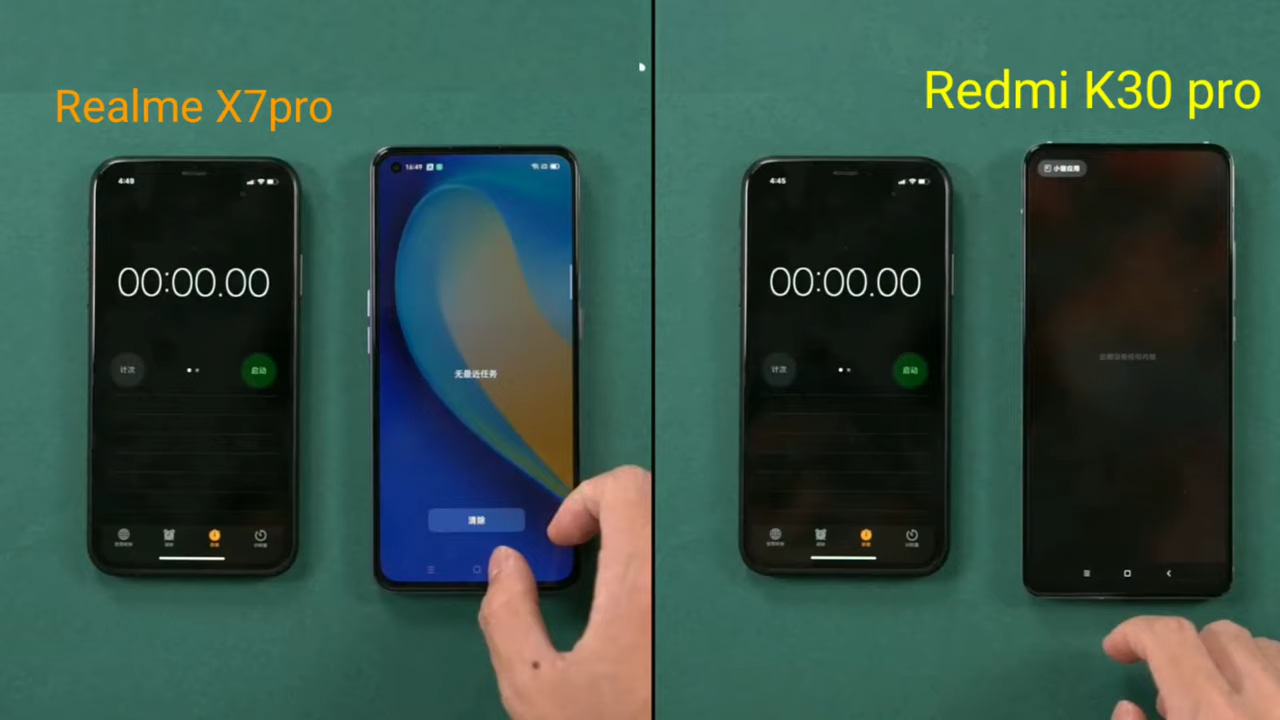 Realme X7pro
Redmi K30 pro
4:49
16:49
4:45
小窗应用
00:00.00
00:00.00
计次
启动
无最近任务
计次
启动
清除